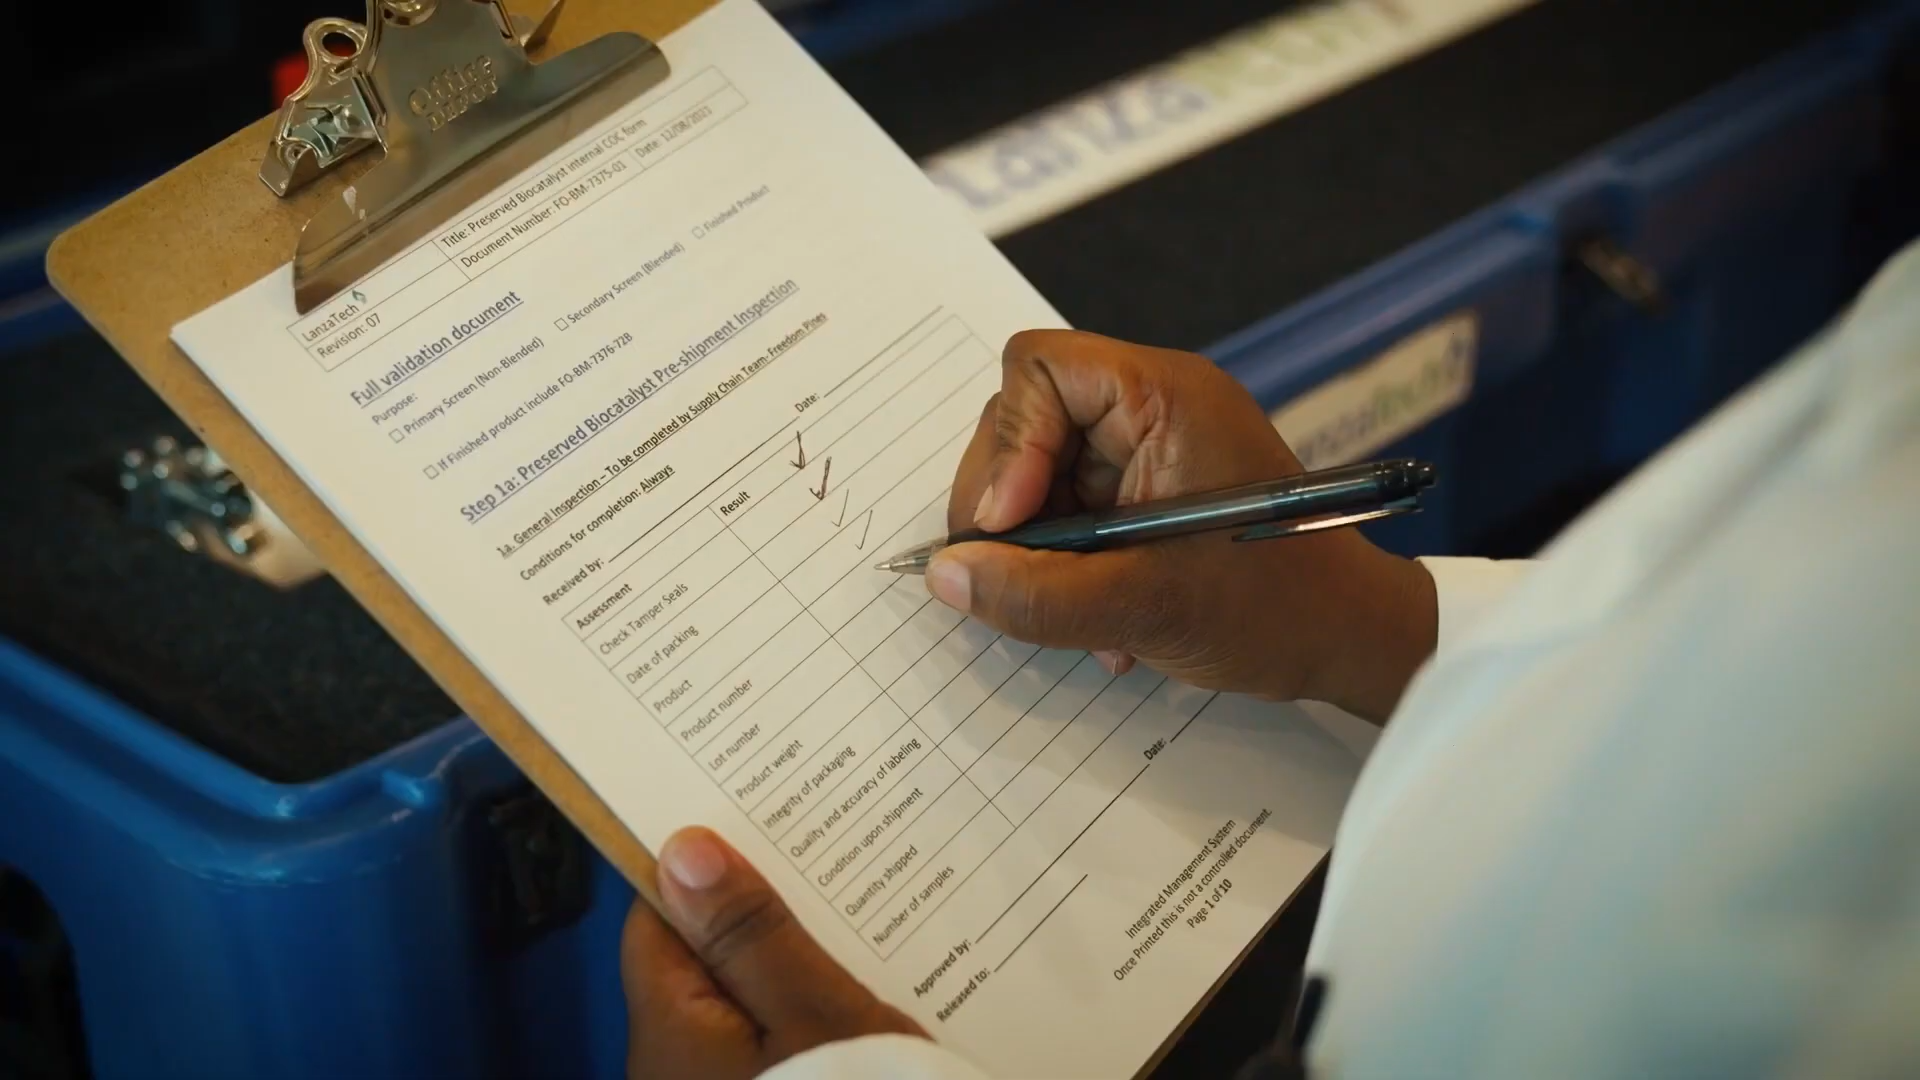 Office
DEPOT
LanzaTech
Title: Preserved Biocatalyst internal COC form
Revision: 07
Document Number: FO-BM-7375-01
Date: 12/08/2021
Full validation document
Purpose:
☐ Primary Screen (Non-Blended) ☐ Secondary Screen (Blended) ☐ Finished Product
☐ If Finished product include FO-BM-7376-72B
Step 1a: Preserved Biocatalyst Pre-shipment Inspection
1a. General Inspection – To be completed by Supply Chain Team- Freedom Pines
Conditions for completion: Always
Received by: Date:
Assessment Result
Check Tamper Seals
Date of packing
Product
Product number
Lot number
Product weight
Integrity of packaging
Quality and accuracy of labeling
Condition upon shipment
Quantity shipped
Number of samples
Approved by: Date:
Released to:
Integrated Management System
Once Printed this is not a controlled document.
Page 1 of 10
LanzaTech
LanzaTech